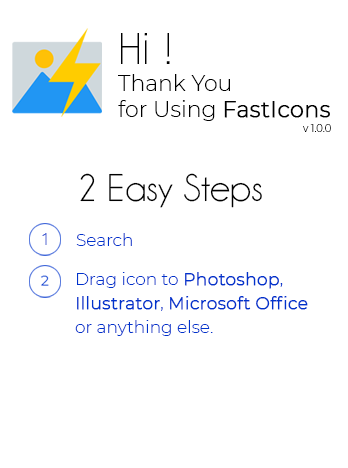 Hi !
Thank You
for Using FastIcons
v 1.0.0
2 Easy Steps
1 Search
2 Drag icon to Photoshop,
Illustrator, Microsoft Office
or anything else.